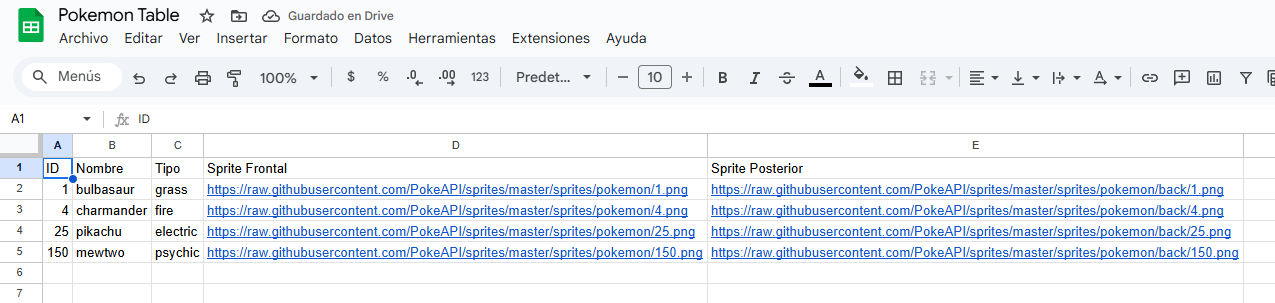 Pokemon Table Guardado en Drive
Archivo Editar Ver Insertar Formato Datos Herramientas Extensiones Ayuda
Menús 100% $ % .0 .00 123 Predet... 10 B I S A
A1 fx ID
A B C D E
1 ID Nombre Tipo Sprite Frontal Sprite Posterior
2 1 bulbasaur grass https://raw.githubusercontent.com/PokeAPI/sprites/master/sprites/pokemon/1.png https://raw.githubusercontent.com/PokeAPI/sprites/master/sprites/pokemon/back/1.png
3 4 charmander fire https://raw.githubusercontent.com/PokeAPI/sprites/master/sprites/pokemon/4.png https://raw.githubusercontent.com/PokeAPI/sprites/master/sprites/pokemon/back/4.png
4 25 pikachu electric https://raw.githubusercontent.com/PokeAPI/sprites/master/sprites/pokemon/25.png https://raw.githubusercontent.com/PokeAPI/sprites/master/sprites/pokemon/back/25.png
5 150 mewtwo psychic https://raw.githubusercontent.com/PokeAPI/sprites/master/sprites/pokemon/150.png https://raw.githubusercontent.com/PokeAPI/sprites/master/sprites/pokemon/back/150.png
6
7